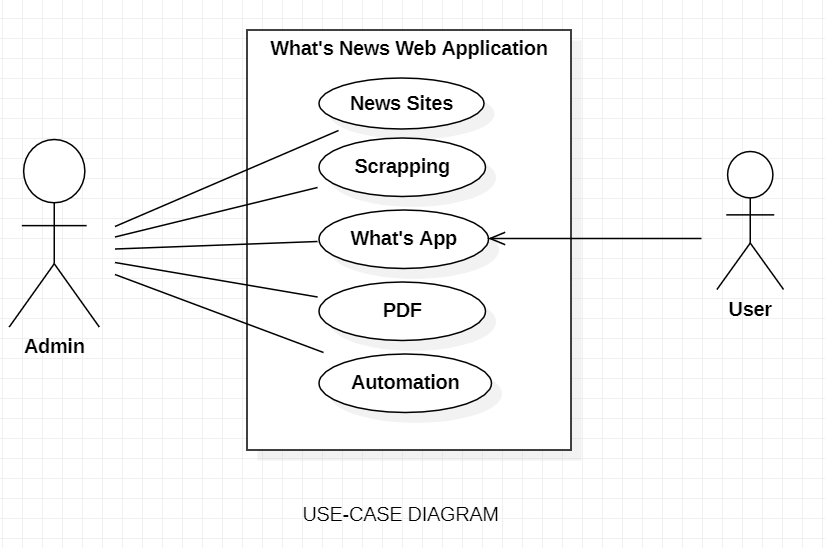 What's News Web Application
News Sites
Scrapping
What's App
PDF
Automation
Admin
User
USE-CASE DIAGRAM